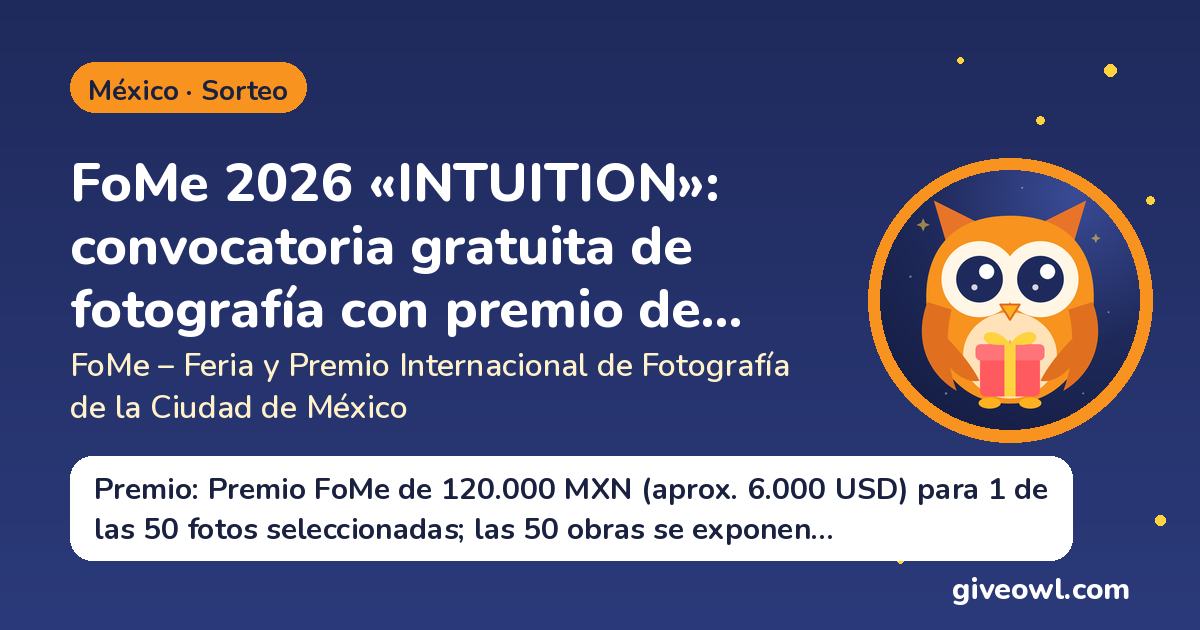 México · Sorteo
FoMe 2026 «INTUITION»:
convocatoria gratuita de
fotografía con premio de...
FoMe – Feria y Premio Internacional de Fotografía
de la Ciudad de México
Premio: Premio FoMe de 120.000 MXN (aprox. 6.000 USD) para 1 de
las 50 fotos seleccionadas; las 50 obras se exponen...
giveowl.com